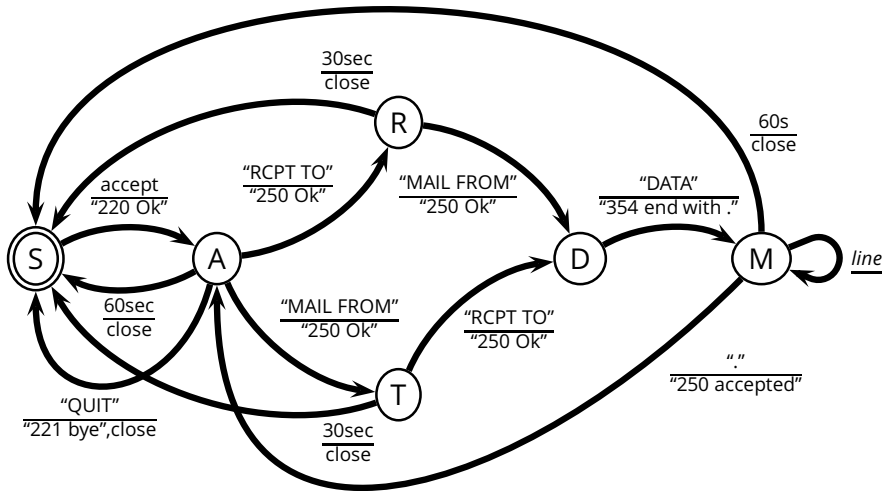 30sec
close
R
60s
close
“RCPT TO”
“250 Ok”
“MAIL FROM”
“250 Ok”
“DATA”
“354 end with .”
accept
“220 Ok”
S
A
D
M
line
60sec
close
“MAIL FROM”
“250 Ok”
“RCPT TO”
“250 Ok”
“.”
“250 accepted”
T
“QUIT”
“221 bye”,close
30sec
close